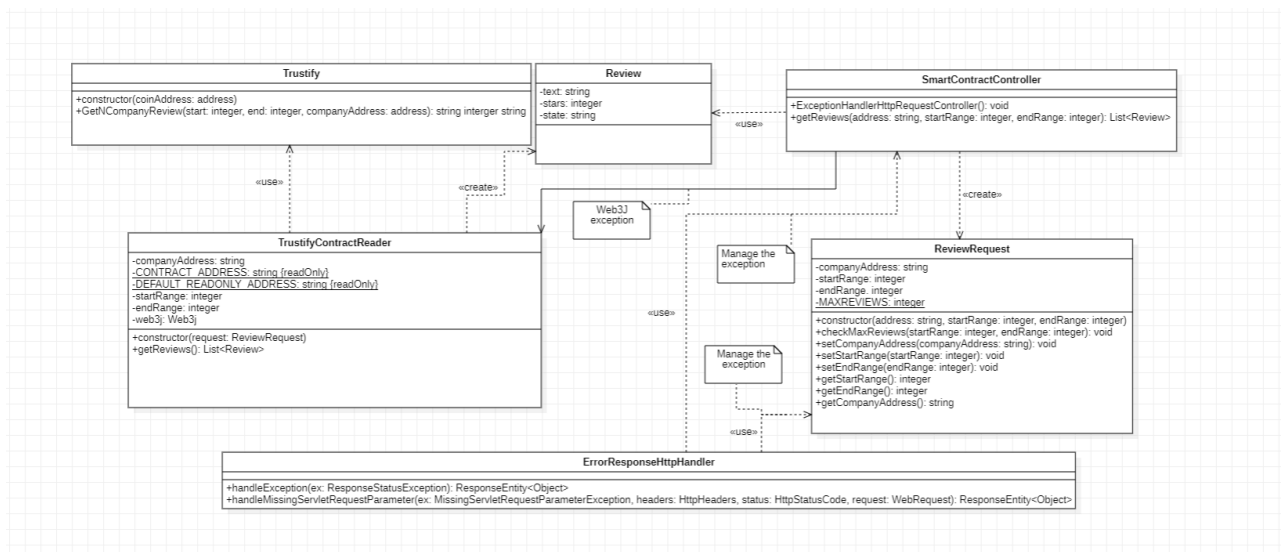 Trustify
+constructor(coinAddress: address)
+GetNCompanyReview(start: integer, end: integer, companyAddress: address): string interger string
Review
-text: string
-stars: integer
-state: string
SmartContractController
+ExceptionHandlerHttpRequestController(): void
+getReviews(address: string, startRange: integer, endRange: integer): List<Review>
«use»
«use»
«create»
«create»
Web3J
exception
Manage the
exception
TrustifyContractReader
-companyAddress: string
-CONTRACT_ADDRESS: string {readOnly}
-DEFAULT_READONLY_ADDRESS: string {readOnly}
-startRange: integer
-endRange: integer
-web3j: Web3j
+constructor(request: ReviewRequest)
+getReviews(): List<Review>
ReviewRequest
-companyAddress: string
-startRange: integer
-endRange. integer
-MAXREVIEWS: integer
+constructor(address: string, startRange: integer, endRange: integer)
+checkMaxReviews(startRange: integer, endRange: integer): void
+setCompanyAddress(companyAddress: string): void
+setStartRange(startRange: integer): void
+setEndRange(endRange: integer): void
+getStartRange(): integer
+getEndRange(): integer
+getCompanyAddress(): string
«use»
Manage the
exception
«use»
ErrorResponseHttpHandler
+handleException(ex: ResponseStatusException): ResponseEntity<Object>
+handleMissingServletRequestParameter(ex: MissingServletRequestParameterException, headers: HttpHeaders, status: HttpStatusCode, request: WebRequest): ResponseEntity<Object>